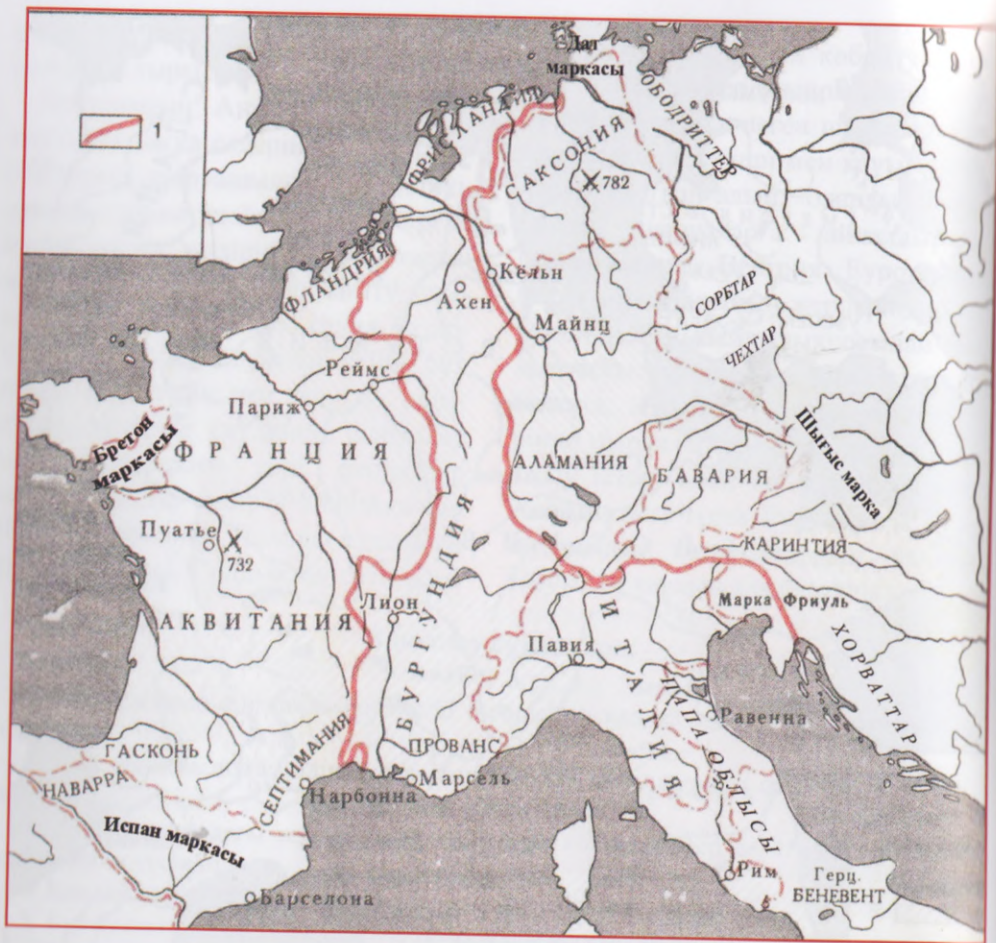 1
Дат
маркасы
ОБОДРИТТЕР
ФРИСЛАНДИЯ
САКСОНИЯ
782
ФЛАНДРИЯ
Кельн
Ахен
Майнц
СОРБТАР
ЧЕХТАР
Реймс
Париж
Бретон
маркасы
ФРАНЦИЯ
АЛАМАНИЯ
БАВАРИЯ
Шығыс марка
Пуатье
732
КАРИНТИЯ
Марка Фриуль
ХОРВАТТАР
АКВИТАНИЯ
Лион
БУРГУНДИЯ
Павия
ИТАЛИЯ
ПАПА ОБЛЫСЫ
Равенна
ГАСКОНЬ
НАВАРРА
СЕПТИМАНИЯ
ПРОВАНС
Марсель
Нарбонна
Испан маркасы
Барселона
Рим
Герц.
БЕНЕВЕНТ